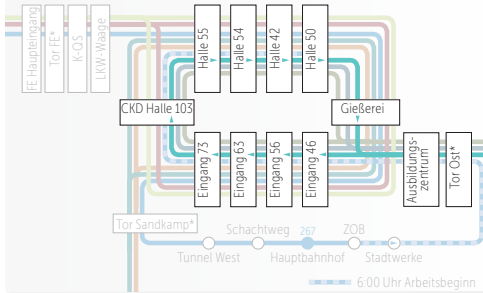 FE Haupteingang
Tor FE*
K-QS
LKW-Waage
Halle 55
Halle 54
Halle 42
Halle 50
CKD Halle 103
Gießerei
Eingang 73
Eingang 63
Eingang 56
Eingang 46
Ausbildungs-
zentrum
Tor Ost*
Tor Sandkamp*
Schachtweg
267
ZOB
Tunnel West
Hauptbahnhof
Stadtwerke
6:00 Uhr Arbeitsbeginn